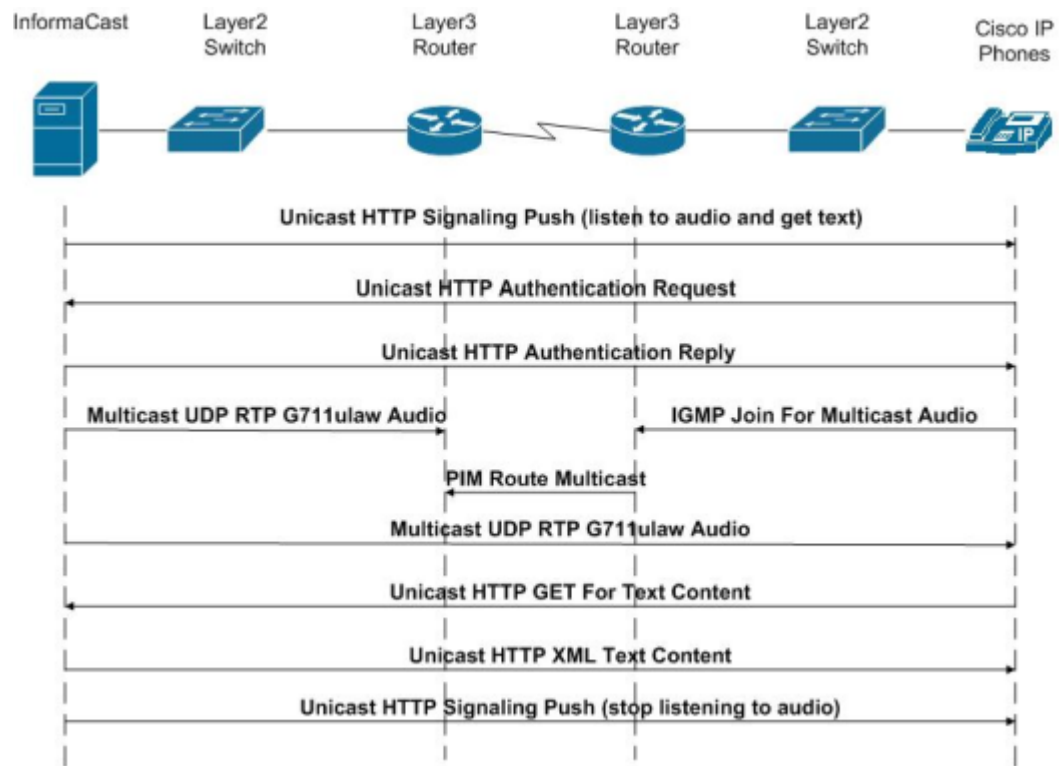 InformaCast
Layer2
Switch
Layer3
Router
Layer3
Router
Layer2
Switch
Cisco IP
Phones
IP
Unicast HTTP Signaling Push (listen to audio and get text)
Unicast HTTP Authentication Request
Unicast HTTP Authentication Reply
Multicast UDP RTP G711ulaw Audio
IGMP Join For Multicast Audio
PIM Route Multicast
Multicast UDP RTP G711ulaw Audio
Unicast HTTP GET For Text Content
Unicast HTTP XML Text Content
Unicast HTTP Signaling Push (stop listening to audio)